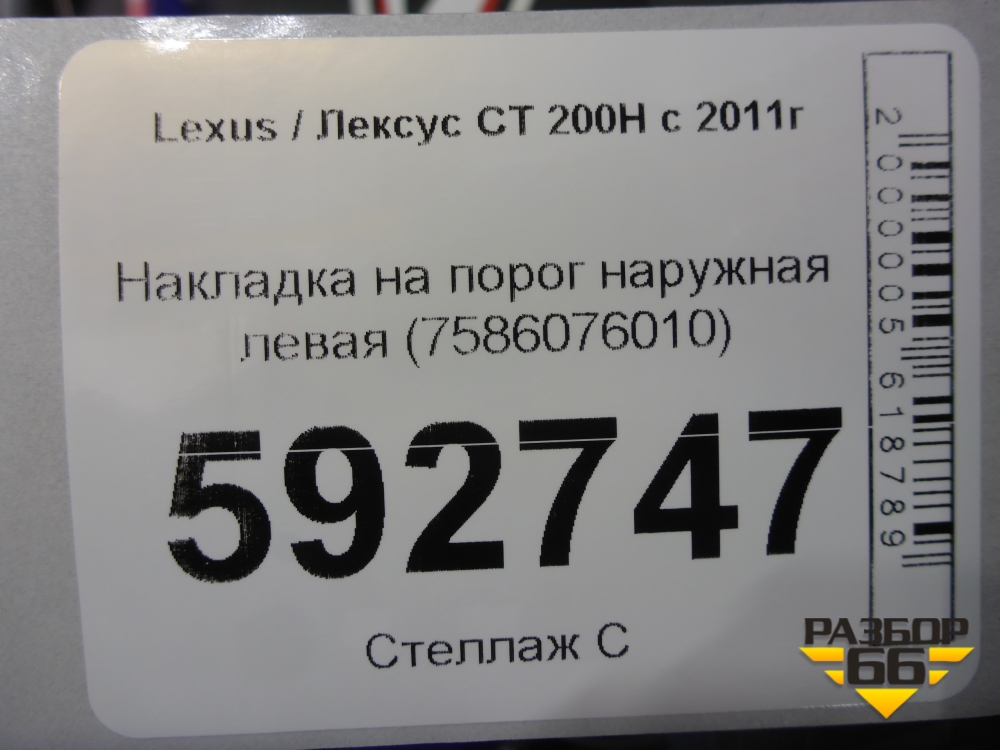 Lexus / Лексус CT 200H с 2011г
Накладка на порог наружная
левая (7586076010)
592747
Стеллаж С
2000005618789
РАЗБОР
66